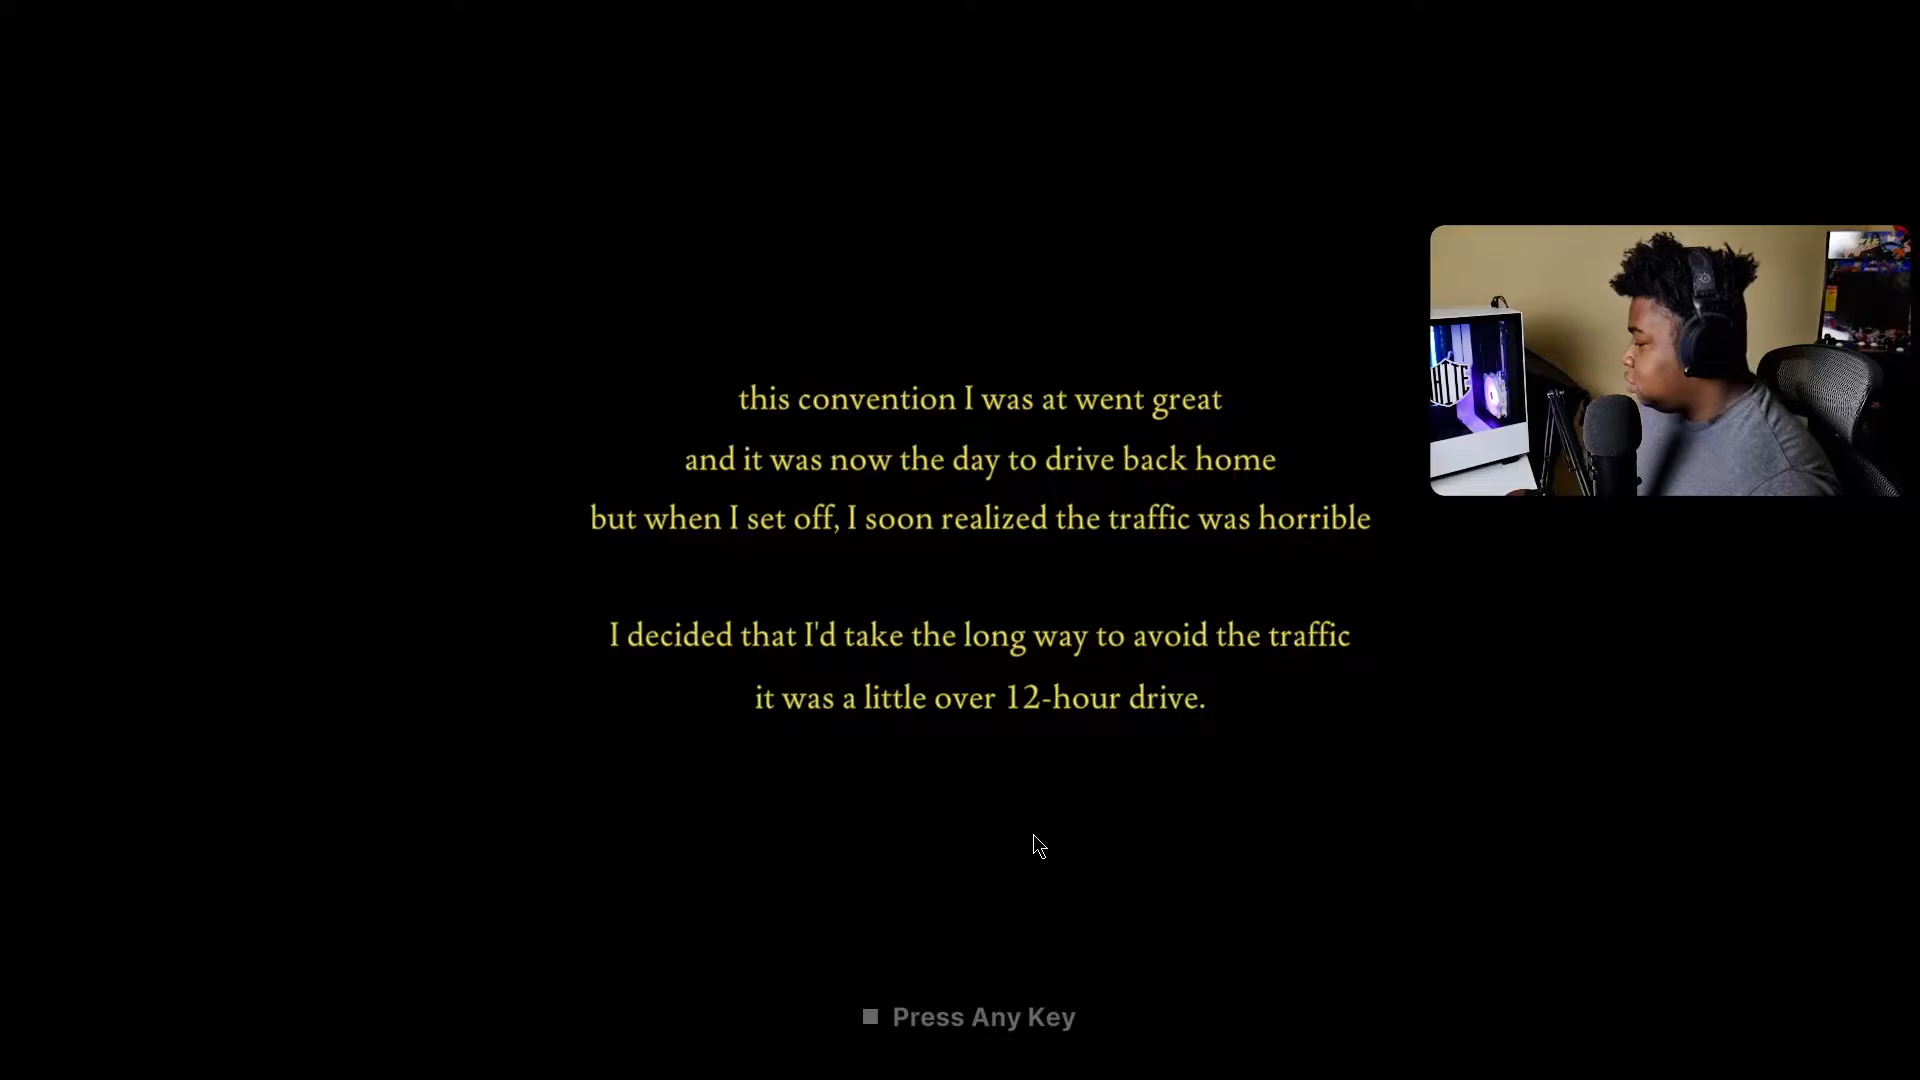 this convention I was at went great
and it was now the day to drive back home
but when I set off, I soon realized the traffic was horrible
I decided that I'd take the long way to avoid the traffic
it was a little over 12-hour drive.
Press Any Key